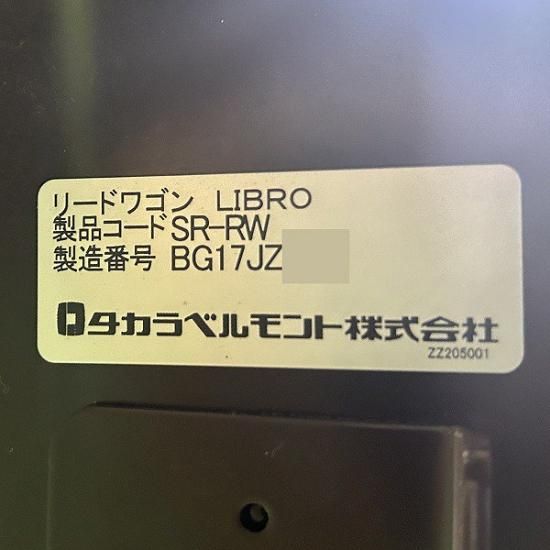 リードワゴン LIBRO
製品コード SR-RW
製造番号 BG17JZ
タカラベルモント株式会社
ZZ205001